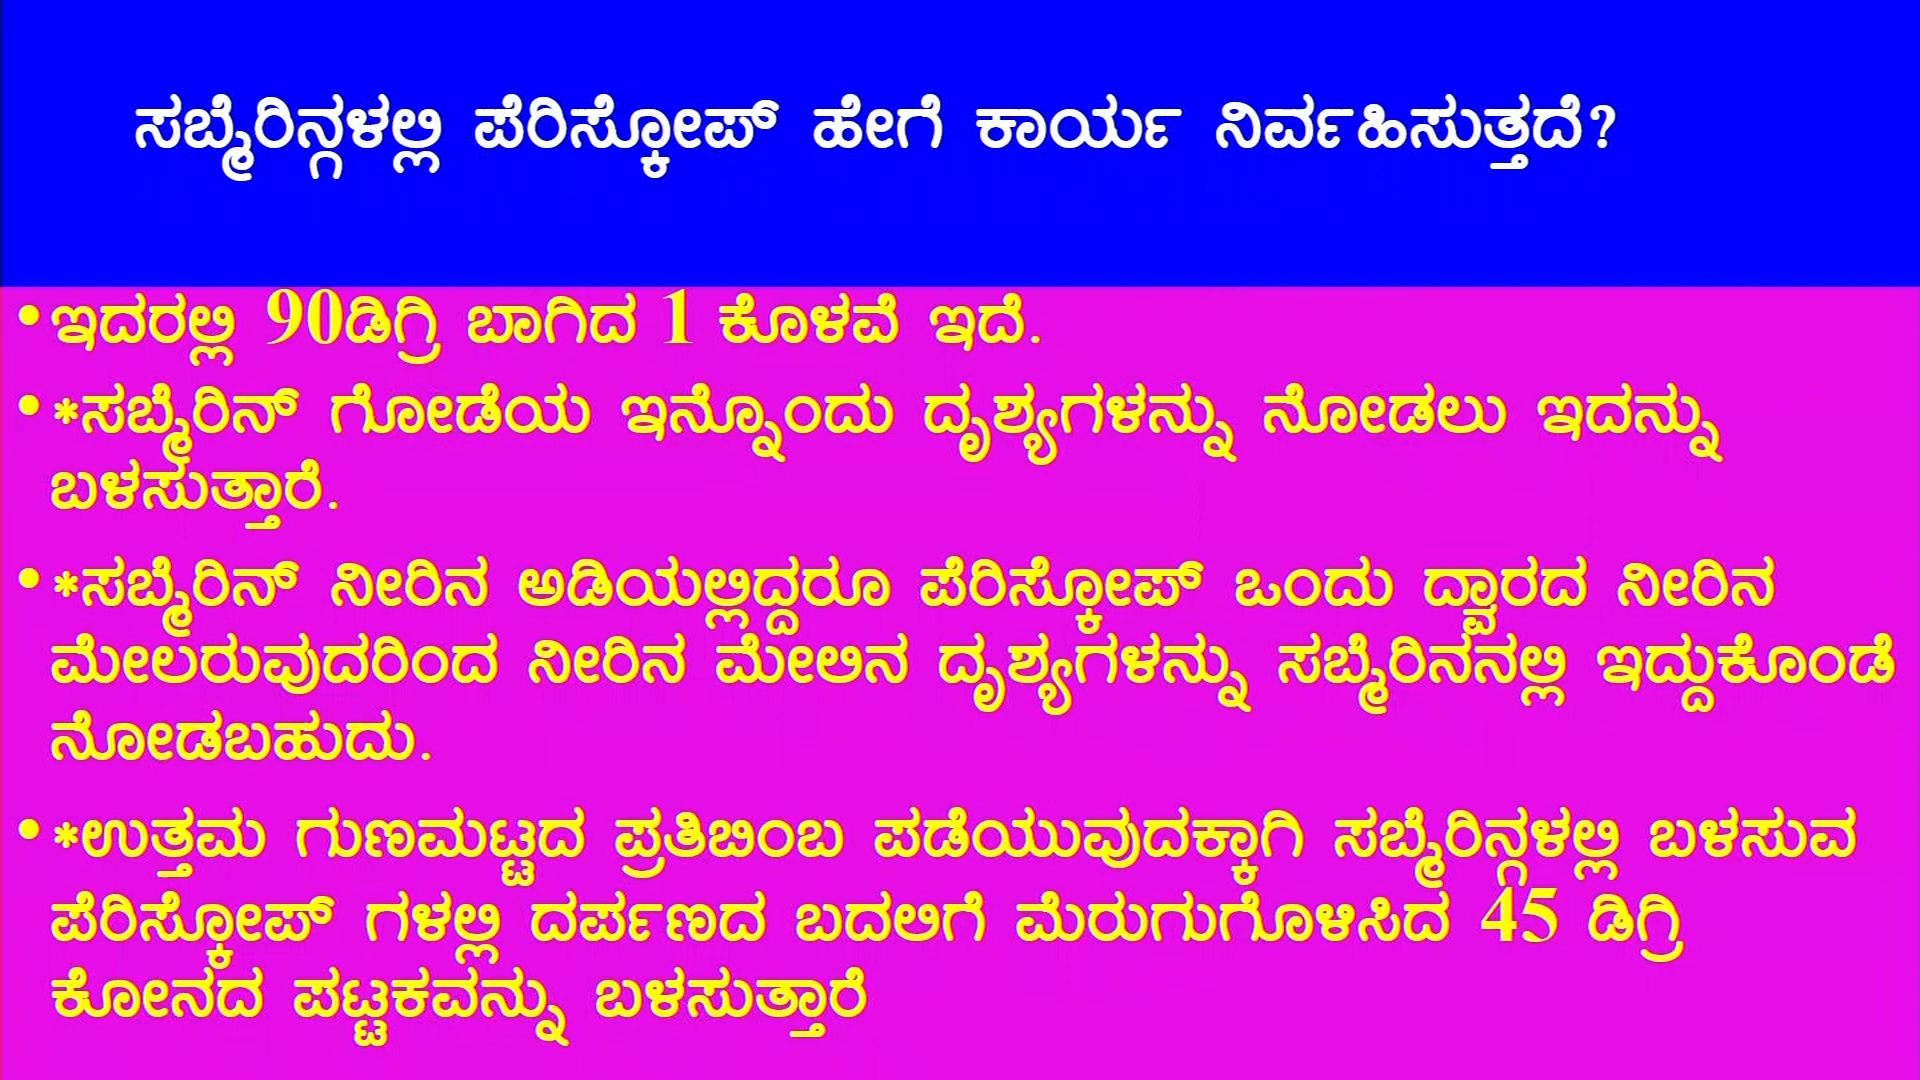 ಸಬ್ಮೆರಿನ್ಗಳಲ್ಲಿ ಪೆರಿಸ್ಕೋಪ್ ಹೇಗೆ ಕಾರ್ಯ ನಿರ್ವಹಿಸುತ್ತದೆ?
•ಇದರಲ್ಲಿ 90ಡಿಗ್ರಿ ಬಾಗಿದ 1 ಕೊಳವೆ ಇದೆ.
•*ಸಬ್ಮೆರಿನ್ ಗೋಡೆಯ ಇನ್ನೊಂದು ದೃಶ್ಯಗಳನ್ನು ನೋಡಲು ಇದನ್ನು
ಬಳಸುತ್ತಾರೆ.
•*ಸಬ್ಮೆರಿನ್ ನೀರಿನ ಅಡಿಯಲ್ಲಿದ್ದರೂ ಪೆರಿಸ್ಕೋಪ್ ಒಂದು ದ್ವಾರದ ನೀರಿನ
ಮೇಲರುವುದರಿಂದ ನೀರಿನ ಮೇಲಿನ ದೃಶ್ಯಗಳನ್ನು ಸಬ್ಮೆರಿನನಲ್ಲಿ ಇದ್ದುಕೊಂಡೆ
ನೋಡಬಹುದು.
•*ಉತ್ತಮ ಗುಣಮಟ್ಟದ ಪ್ರತಿಬಿಂಬ ಪಡೆಯುವುದಕ್ಕಾಗಿ ಸಬ್ಮೆರಿನ್ಗಳಲ್ಲಿ ಬಳಸುವ
ಪೆರಿಸ್ಕೋಪ್ ಗಳಲ್ಲಿ ದರ್ಪಣದ ಬದಲಿಗೆ ಮೆರುಗುಗೊಳಿಸಿದ 45 ಡಿಗ್ರಿ
ಕೋನದ ಪಟ್ಟಕವನ್ನು ಬಳಸುತ್ತಾರೆ